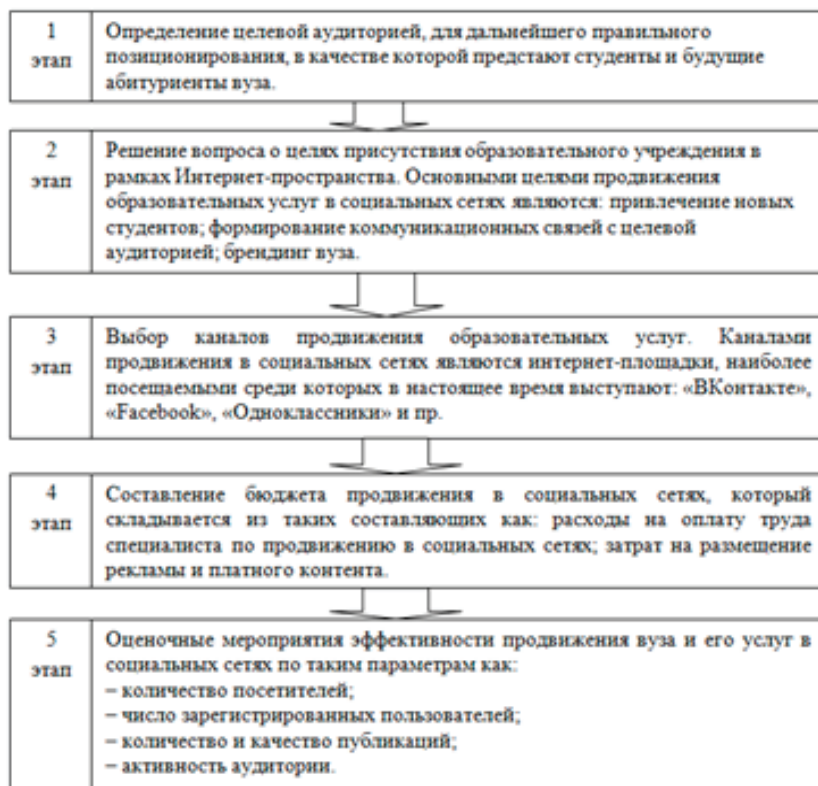 1
этап
Определение целевой аудиторией, для дальнейшего правильного
позиционирования, в качестве которой предстают студенты и будущие
абитуриенты вуза.
2
этап
Решение вопроса о целях присутствия образовательного учреждения в
рамках Интернет-пространства. Основными целями продвижения
образовательных услуг в социальных сетях являются: привлечение новых
студентов; формирование коммуникационных связей с целевой
аудиторией; брендинг вуза.
3
этап
Выбор каналов продвижения образовательных услуг. Каналами
продвижения в социальных сетях являются интернет-площадки, наиболее
посещаемыми среди которых в настоящее время выступают: «ВКонтакте»,
«Facebook», «Одноклассники» и пр.
4
этап
Составление бюджета продвижения в социальных сетях, который
складывается из таких составляющих как: расходы на оплату труда
специалиста по продвижению в социальных сетях; затрат на размещение
рекламы и платного контента.
5
этап
Оценочные мероприятия эффективности продвижения вуза и его услуг в
социальных сетях по таким параметрам как:
– количество посетителей;
– число зарегистрированных пользователей;
– количество и качество публикаций;
– активность аудитории.